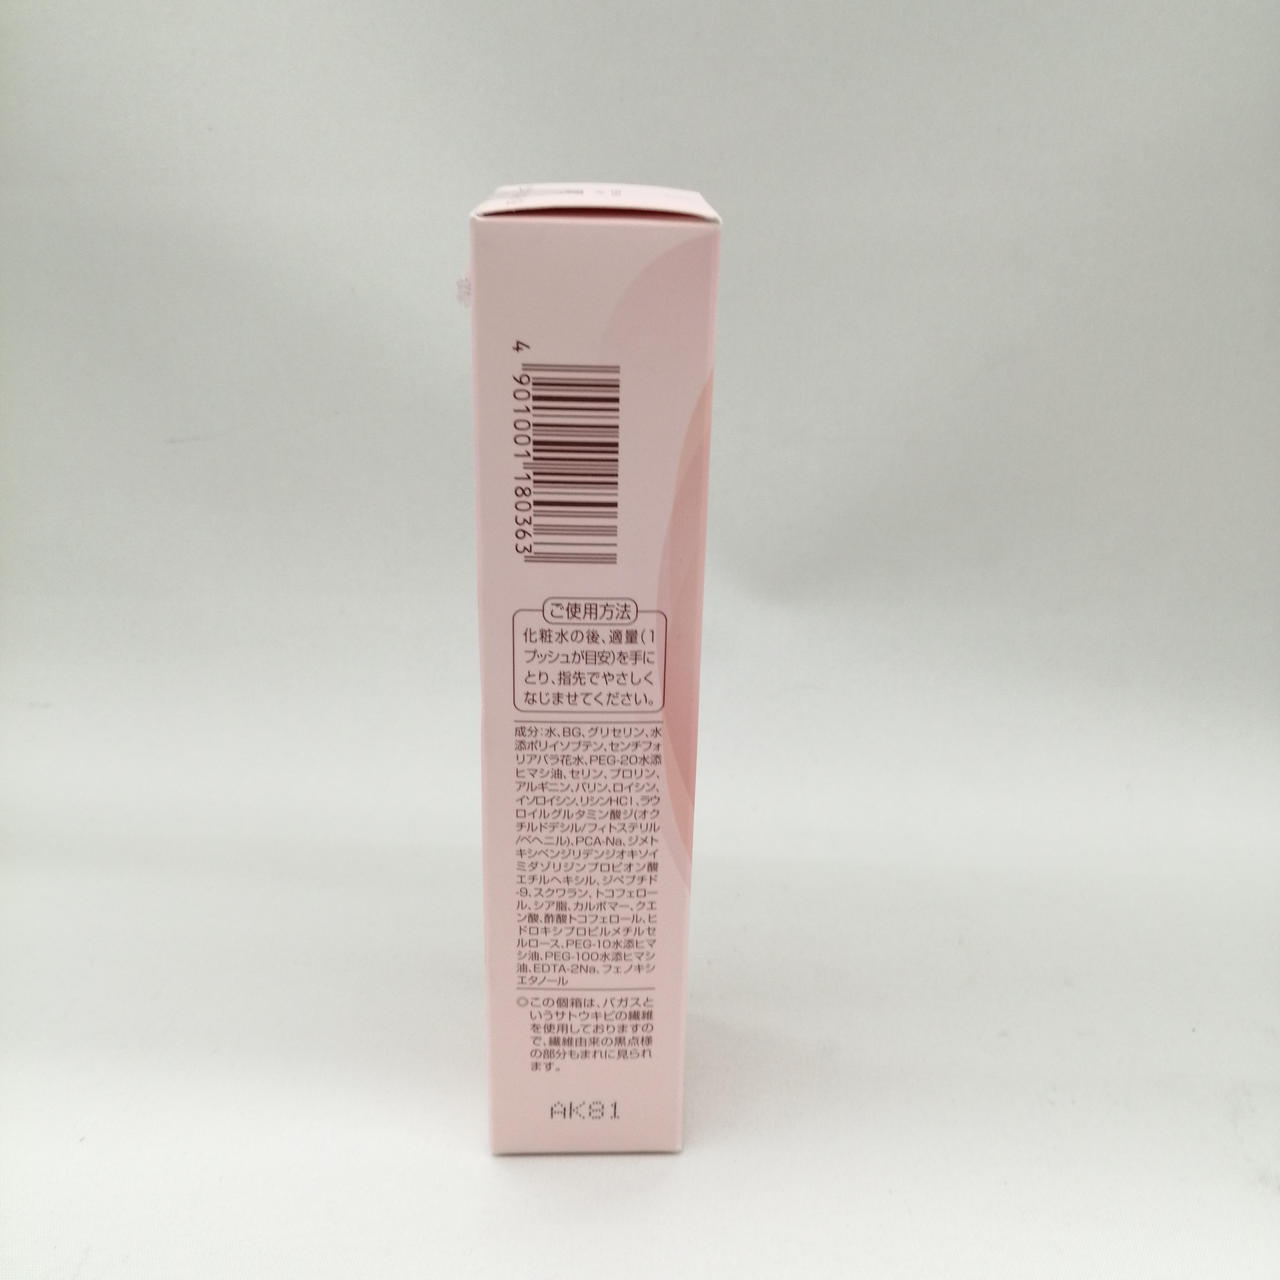 4 901001 180363
ご使用方法
化粧水の後、適量(1
プッシュが目安)を手に
とり、指先でやさしく
なじませてください。
成分:水、BG、グリセリン、水
添ポリイソブテン、センチフォ
リアバラ花水、PEG-20水添
ヒマシ油、セリン、プロリン、
アルギニン、バリン、ロイシン、
イソロイシン、リシンHCl、ラウ
ロイルグルタミン酸ジ(オク
チルドデシル/フィトステリル
/ベヘニル)、PCA-Na、ジメト
キシベンジリデンジオキソイ
ミダゾリジンプロピオン酸
エチルヘキシル、ジペプチド
-9、スクワラン、トコフェロー
ル、シア脂、カルボマー、クエ
ン酸、酢酸トコフェロール、ヒ
ドロキシプロピルメチルセ
ルロース、PEG-10水添ヒマ
シ油、PEG-100水添ヒマシ
油、EDTA-2Na、フェノキシ
エタノール
◎この個箱は、バガスと
いうサトウキビの繊維
を使用しておりますの
で、繊維由来の黒点様
の部分もまれに見られ
ます。
AK81